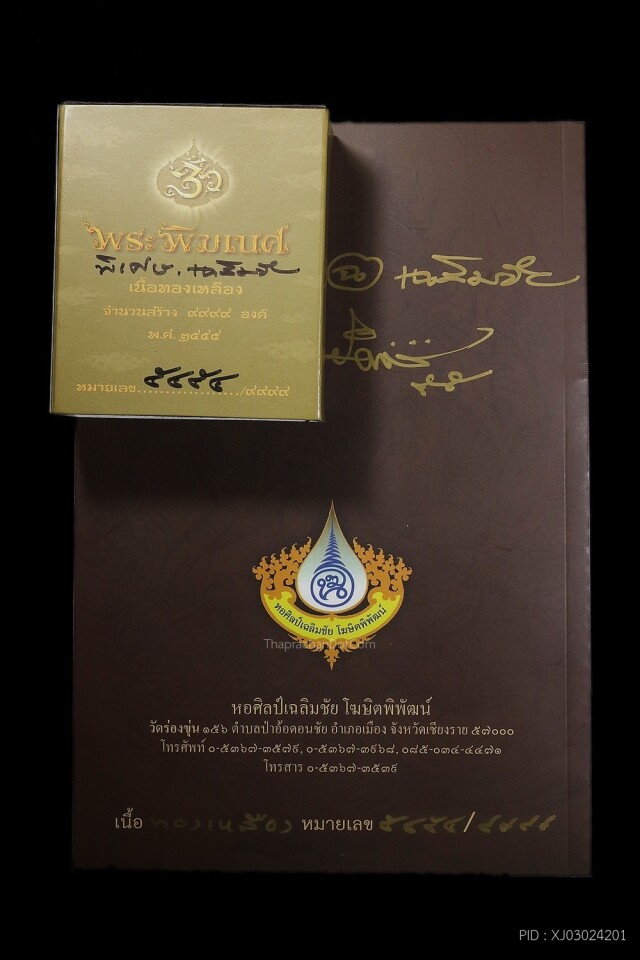 พระพิฆเนศ
พิเศษ. เฉลิมชัย
เนื้อทองเหลือง
จำนวนสร้าง ๙๙๙๙ องค์
พ.ศ. ๒๕๕๕
หมายเลข..................../๙๙๙๙
เฉลิมชัย
๕๕
หอศิลป์เฉลิมชัย โฆษิตพิพัฒน์
Thaprachan
หอศิลป์เฉลิมชัย โฆษิตพิพัฒน์
วัดร่องขุ่น ๑๕๖ ตำบลป่าอ้อดอนชัย อำเภอเมือง จังหวัดเชียงราย ๕๗๐๐๐
โทรศัพท์ ๐-๕๓๖๗-๓๕๗๙, ๐-๕๓๖๗-๓๙๖๘, ๐๘๕-๐๓๔-๔๔๗๑
โทรสาร ๐-๕๓๖๗-๓๕๓๙
เนื้อ ทองเหลือง หมายเลข /๙๙๙๙
PID : XJ03024201